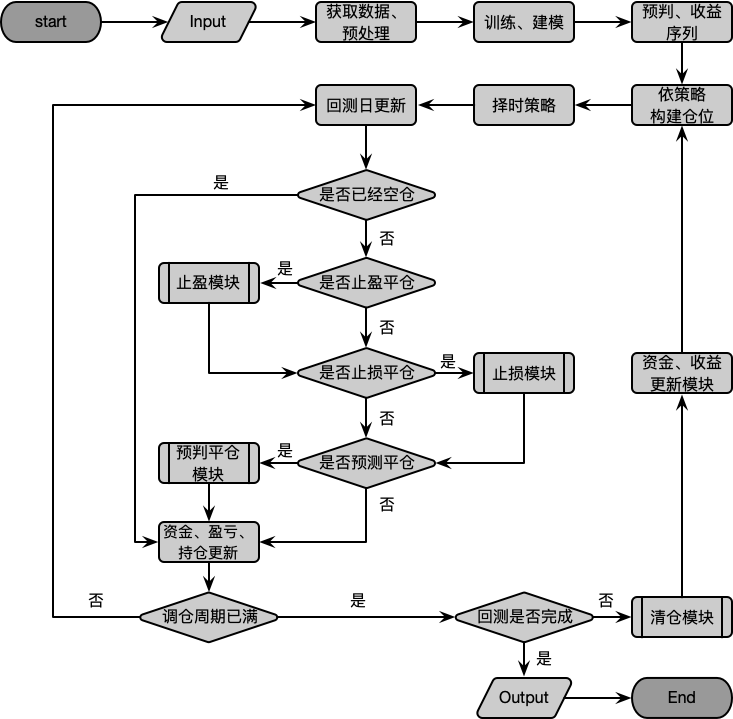 start
Input
获取数据、
预处理
训练、建模
预判、收益
序列
回测日更新
择时策略
依策略
构建仓位
是
是否已经空仓
否
止盈模块
是
是否止盈平仓
否
是否止损平仓
是
止损模块
资金、收益
更新模块
否
预判平仓
模块
是
是否预测平仓
否
资金、盈亏、
持仓更新
否
调仓周期已满
是
回测是否完成
否
清仓模块
是
Output
End